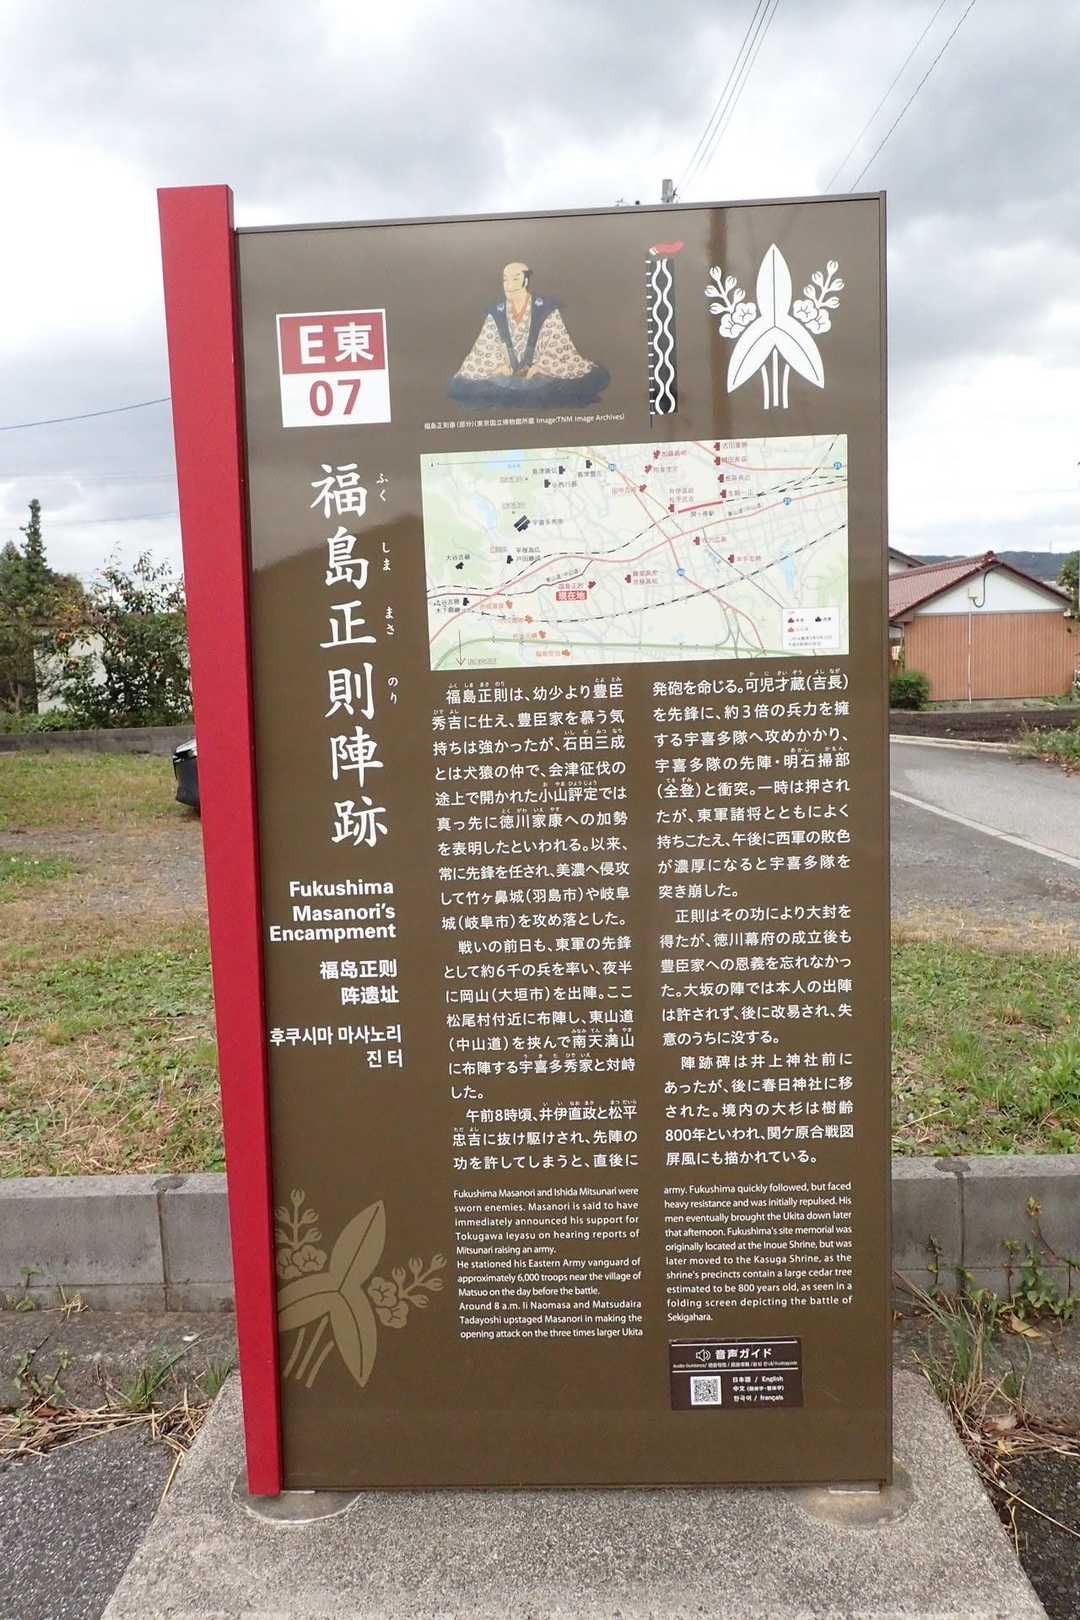 E東
07
福島正則陣跡
ふくしままさのり
Fukushima
Masanori's
Encampment
福岛正则
阵遗址
후쿠시마 마사노리
진 터
福島正則像(部分)(東京国立博物館所蔵 Image:TNM Image Archives)
現在地
福島正則は、幼少より豊臣
秀吉に仕え、豊臣家を慕う気
持ちは強かったが、石田三成
とは犬猿の仲で、会津征伐の
途上で開かれた小山評定では
真っ先に徳川家康への加勢
を表明したといわれる。以来、
常に先鋒を任され、美濃へ侵攻
して竹ヶ鼻城(羽島市)や岐阜
城(岐阜市)を攻め落とした。
戦いの前日も、東軍の先鋒
として約6千の兵を率い、夜半
に岡山(大垣市)を出陣。ここ
松尾村付近に布陣し、東山道
(中山道)を挟んで南天満山
に布陣する宇喜多秀家と対峙
した。
午前8時頃、井伊直政と松平
忠吉に抜け駆けされ、先陣の
功を許してしまうと、直後に
発砲を命じる。可児才蔵(吉長)
を先鋒に、約3倍の兵力を擁
する宇喜多隊へ攻めかかり、
宇喜多隊の先陣・明石掃部
(全登)と衝突。一時は押され
たが、東軍諸将とともによく
持ちこたえ、午後に西軍の敗色
が濃厚になると宇喜多隊を
突き崩した。
正則はその功により大封を
得たが、徳川幕府の成立後も
豊臣家への恩義を忘れなかっ
た。大坂の陣では本人の出陣
は許されず、後に改易され、失
意のうちに没する。
陣跡碑は井上神社前に
あったが、後に春日神社に移
された。境内の大杉は樹齢
800年といわれ、関ケ原合戦図
屏風にも描かれている。
Fukushima Masanori and Ishida Mitsunari were
sworn enemies. Masanori is said to have
immediately announced his support for
Tokugawa Ieyasu on hearing reports of
Mitsunari raising an army.
He stationed his Eastern Army vanguard of
approximately 6,000 troops near the village of
Matsuo on the day before the battle.
Around 8 a.m. Ii Naomasa and Matsudaira
Tadayoshi upstaged Masanori in making the
opening attack on the three times larger Ukita
army. Fukushima quickly followed, but faced
heavy resistance and was initially repulsed. His
men eventually brought the Ukita down later
that afternoon. Fukushima's site memorial was
originally located at the Inoue Shrine, but was
later moved to the Kasuga Shrine, as the
shrine's precincts contain a large cedar tree
estimated to be 800 years old, as seen in a
folding screen depicting the battle of
Sekigahara.
音声ガイド
日本語 / English
中文 (簡体字・繁体字)
한국어 / français